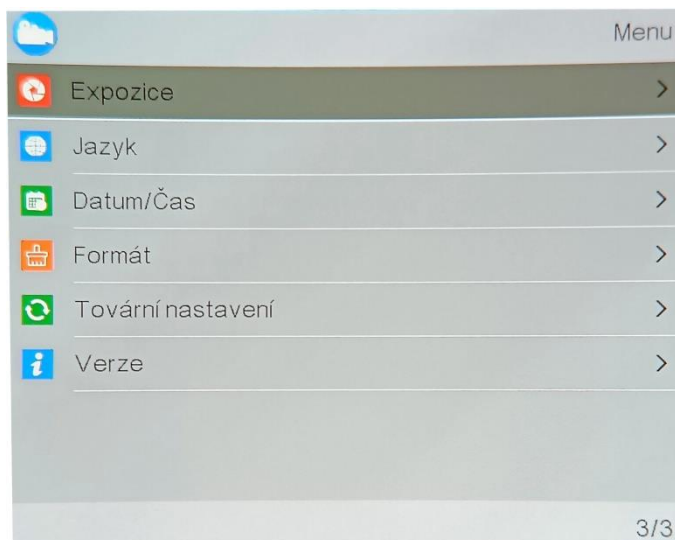 Menu
Expozice
Jazyk
Datum/Čas
Formát
Tovární nastavení
Verze
3/3